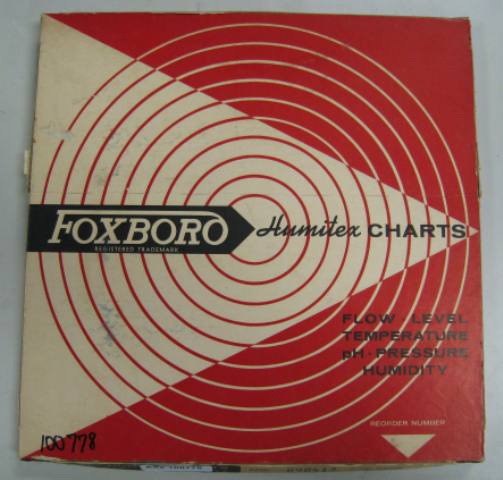 FOXBORO Humitex CHARTS
REGISTERED TRADEMARK
FLOW · LEVEL
TEMPERATURE
pH · PRESSURE
HUMIDITY
REORDER NUMBER
100778